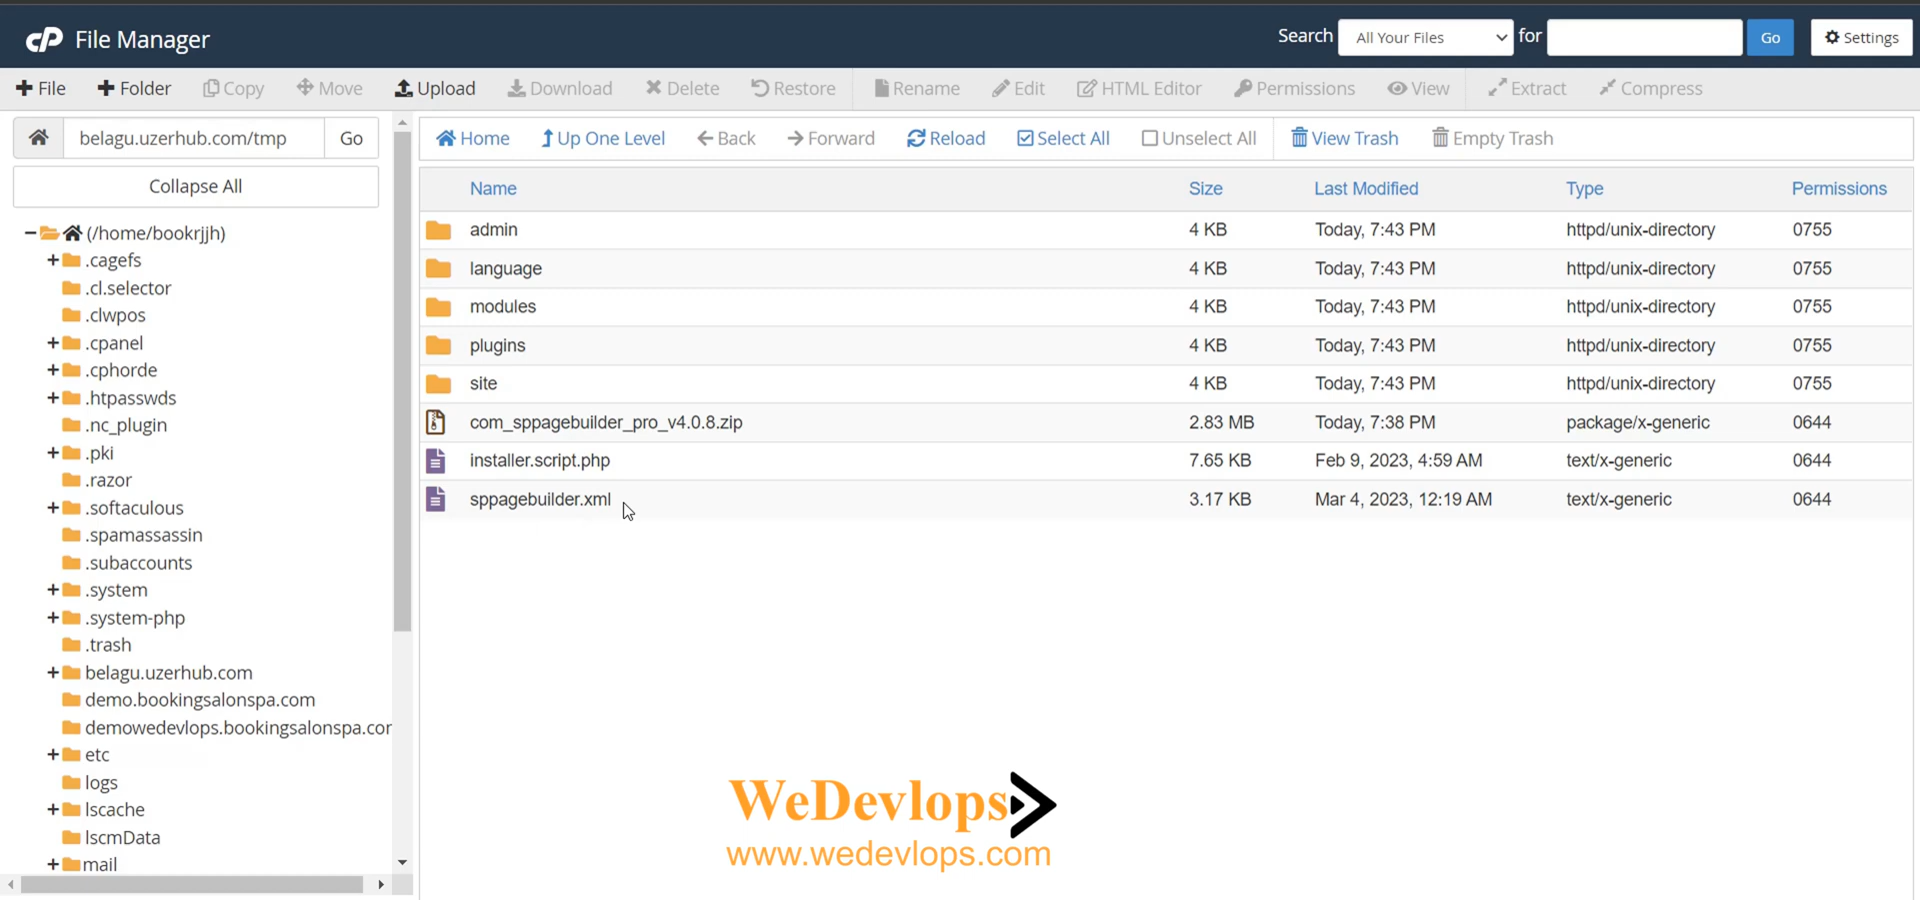 cP File Manager
Search All Your Files for Go Settings
File Folder Copy Move Upload Download Delete Restore Rename Edit HTML Editor Permissions View Extract Compress
belagu.uzerhub.com/tmp Go
Home Up One Level Back Forward Reload Select All Unselect All View Trash Empty Trash
Collapse All
(/home/bookrjjh)
.cagefs
.cl.selector
.clwpos
.cpanel
.cphorde
.htpasswds
.nc_plugin
.pki
.razor
.softaculous
.spamassassin
.subaccounts
.system
.system-php
.trash
belagu.uzerhub.com
demo.bookingsalonspa.com
demowedevlops.bookingsalonspa.cor
etc
logs
lscache
lscmData
mail
Name Size Last Modified Type Permissions
admin 4 KB Today, 7:43 PM httpd/unix-directory 0755
language 4 KB Today, 7:43 PM httpd/unix-directory 0755
modules 4 KB Today, 7:43 PM httpd/unix-directory 0755
plugins 4 KB Today, 7:43 PM httpd/unix-directory 0755
site 4 KB Today, 7:43 PM httpd/unix-directory 0755
com_sppagebuilder_pro_v4.0.8.zip 2.83 MB Today, 7:38 PM package/x-generic 0644
installer.script.php 7.65 KB Feb 9, 2023, 4:59 AM text/x-generic 0644
sppagebuilder.xml 3.17 KB Mar 4, 2023, 12:19 AM text/x-generic 0644
WeDevlops
www.wedevlops.com